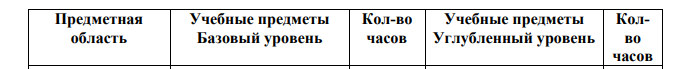 Предметная
область
Учебные предметы
Базовый уровень
Кол-во
часов
Учебные предметы
Углубленный уровень
Кол-
во
часов